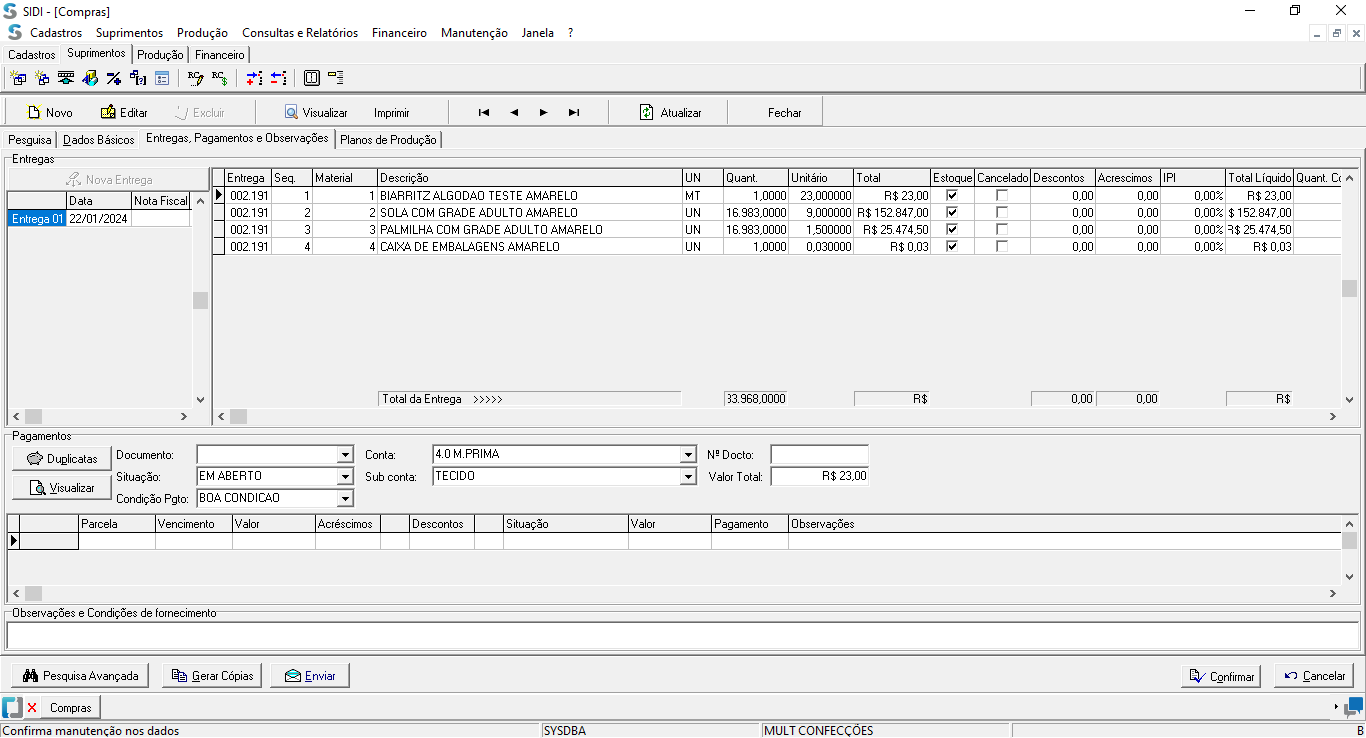 SIDI - [Compras]
Cadastros Suprimentos Produção Consultas e Relatórios Financeiro Manutenção Janela ?
Cadastros Suprimentos Produção Financeiro
Novo Editar Excluir Visualizar Imprimir Atualizar Fechar
Pesquisa Dados Básicos Entregas, Pagamentos e Observações Planos de Produção
Entregas
Nova Entrega
Data Nota Fiscal
Entrega 01 22/01/2024
Entrega Seq. Material Descrição UN Quant. Unitário Total Estoque Cancelado Descontos Acrescimos IPI Total Líquido Quant. Co
002.191 1 1 BIARRITZ ALGODAO TESTE AMARELO MT 1,0000 23,000000 R$ 23,00 0,00 0,00 0,00% R$ 23,00
002.191 2 2 SOLA COM GRADE ADULTO AMARELO UN 16.983,0000 9,000000 R$ 152.847,00 0,00 0,00 0,00% $ 152.847,00
002.191 3 3 PALMILHA COM GRADE ADULTO AMARELO UN 16.983,0000 1,500000 R$ 25.474,50 0,00 0,00 0,00% R$ 25.474,50
002.191 4 4 CAIXA DE EMBALAGENS AMARELO UN 1,0000 0,030000 R$ 0,03 0,00 0,00 0,00% R$ 0,03
Total da Entrega >>>>> 33.968,0000 R$ 0,00 0,00 R$
Pagamentos
Duplicatas Documento: Conta: 4.0 M.PRIMA Nº Docto:
Visualizar Situação: EM ABERTO Sub conta: TECIDO Valor Total: R$ 23,00
Condição Pgto: BOA CONDICAO
Parcela Vencimento Valor Acréscimos Descontos Situação Valor Pagamento Observações
Observações e Condições de fornecimento
Pesquisa Avançada Gerar Cópias Enviar Confirmar Cancelar
Compras
Confirma manutenção nos dados SYSDBA MULT CONFECÇÕES B